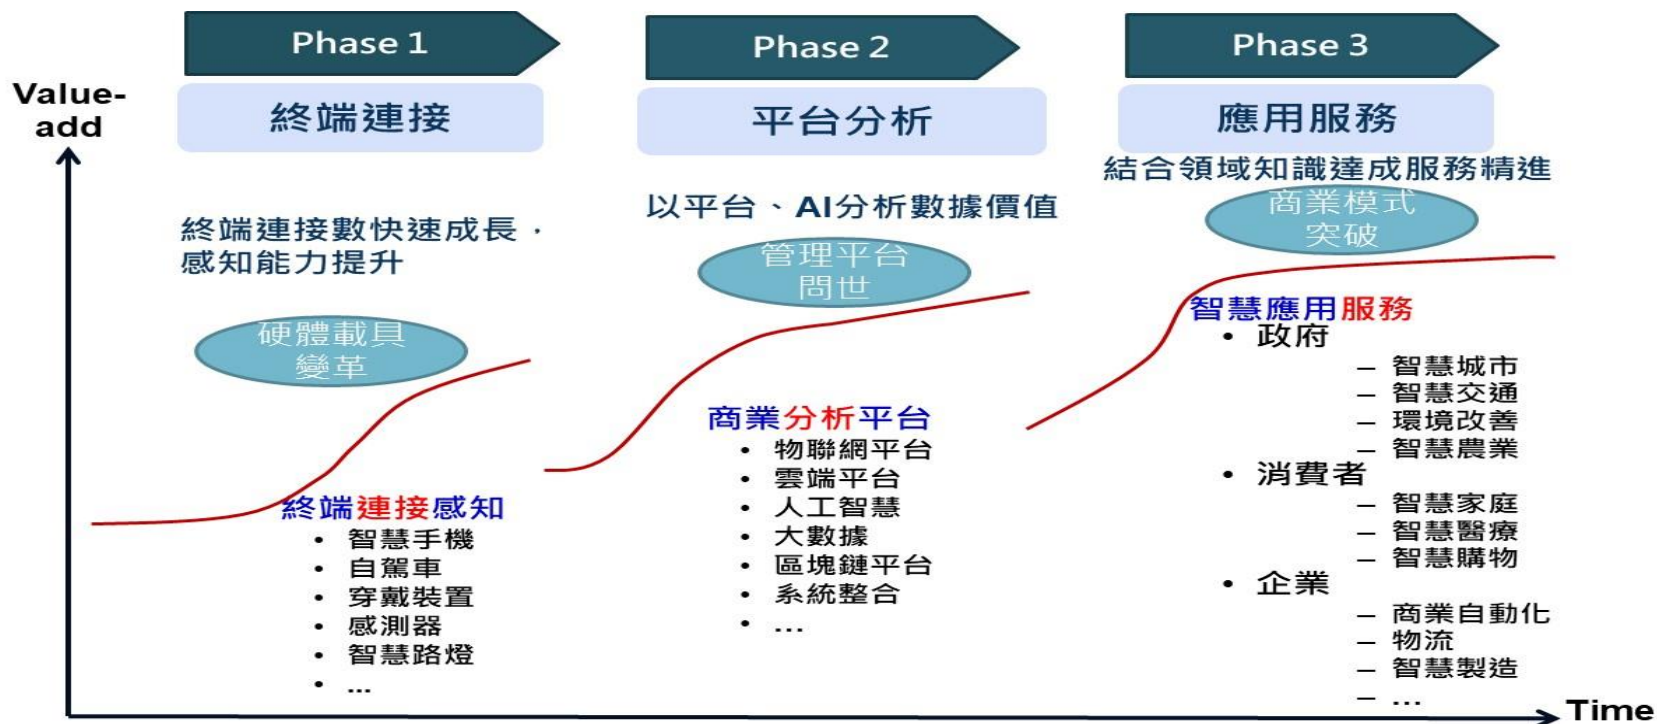 Phase 1
Phase 2
Phase 3
Value-
add
終端連接
平台分析
應用服務
終端連接數快速成長，
感知能力提升
硬體載具
變革
終端連接感知
• 智慧手機
• 自駕車
• 穿戴裝置
• 感測器
• 智慧路燈
• ...
以平台、AI分析數據價值
管理平台
問世
商業分析平台
• 物聯網平台
• 雲端平台
• 人工智慧
• 大數據
• 區塊鏈平台
• 系統整合
• ...
結合領域知識達成服務精進
商業模式
突破
智慧應用服務
• 政府
– 智慧城市
– 智慧交通
– 環境改善
– 智慧農業
• 消費者
– 智慧家庭
– 智慧醫療
– 智慧購物
• 企業
– 商業自動化
– 物流
– 智慧製造
– ...
Time